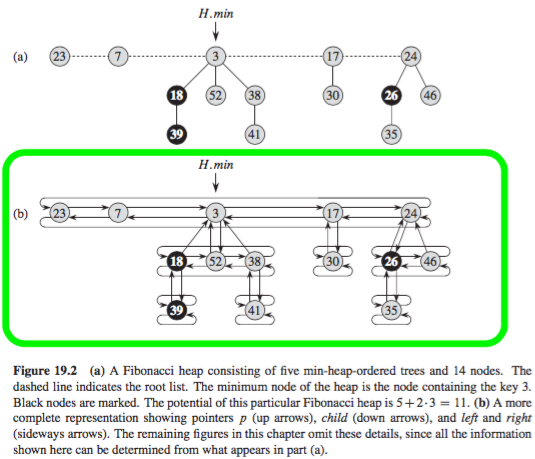 H.min
(a) 23 7 3 17 24
18 52 38 30 26 46
39 41 35
H.min
(b) 23 7 3 17 24
18 52 38 30 26 46
39 41 35
Figure 19.2 (a) A Fibonacci heap consisting of five min-heap-ordered trees and 14 nodes. The
dashed line indicates the root list. The minimum node of the heap is the node containing the key 3.
Black nodes are marked. The potential of this particular Fibonacci heap is 5+2·3 = 11. (b) A more
complete representation showing pointers p (up arrows), child (down arrows), and left and right
(sideways arrows). The remaining figures in this chapter omit these details, since all the information
shown here can be determined from what appears in part (a).